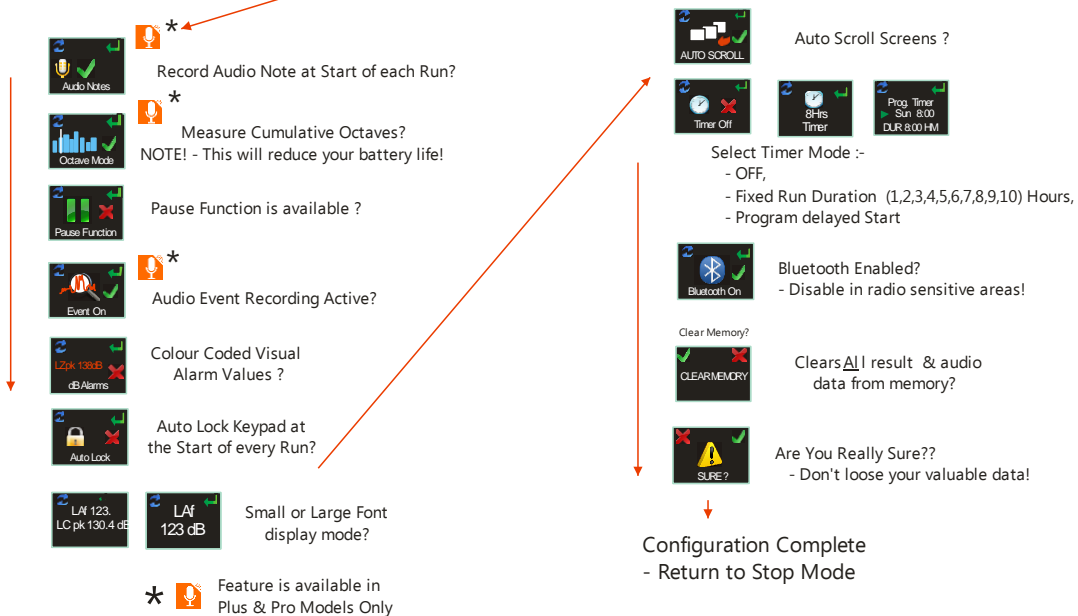 *
Audio Notes
Record Audio Note at Start of each Run?
*
Octave Mode
Measure Cumulative Octaves?
NOTE! - This will reduce your battery life!
Pause Function
Pause Function is available ?
*
Event On
Audio Event Recording Active?
LZpk 138dB
dB Alarms
Colour Coded Visual
Alarm Values ?
Auto Lock
Auto Lock Keypad at
the Start of every Run?
LAf 123.
LC pk 130.4 dB
LAf
123 dB
Small or Large Font
display mode?
* Feature is available in
Plus & Pro Models Only
AUTO SCROLL
Auto Scroll Screens ?
Timer Off
8Hrs
Timer
Prog. Timer
Sun 8:00
DUR 8:00 HM
Select Timer Mode :-
- OFF,
- Fixed Run Duration (1,2,3,4,5,6,7,8,9,10) Hours,
- Program delayed Start
Bluetooth On
Bluetooth Enabled?
- Disable in radio sensitive areas!
Clear Memory?
CLEAR MEMORY
Clears All result & audio
data from memory?
SURE ?
Are You Really Sure??
- Don't loose your valuable data!
Configuration Complete
- Return to Stop Mode